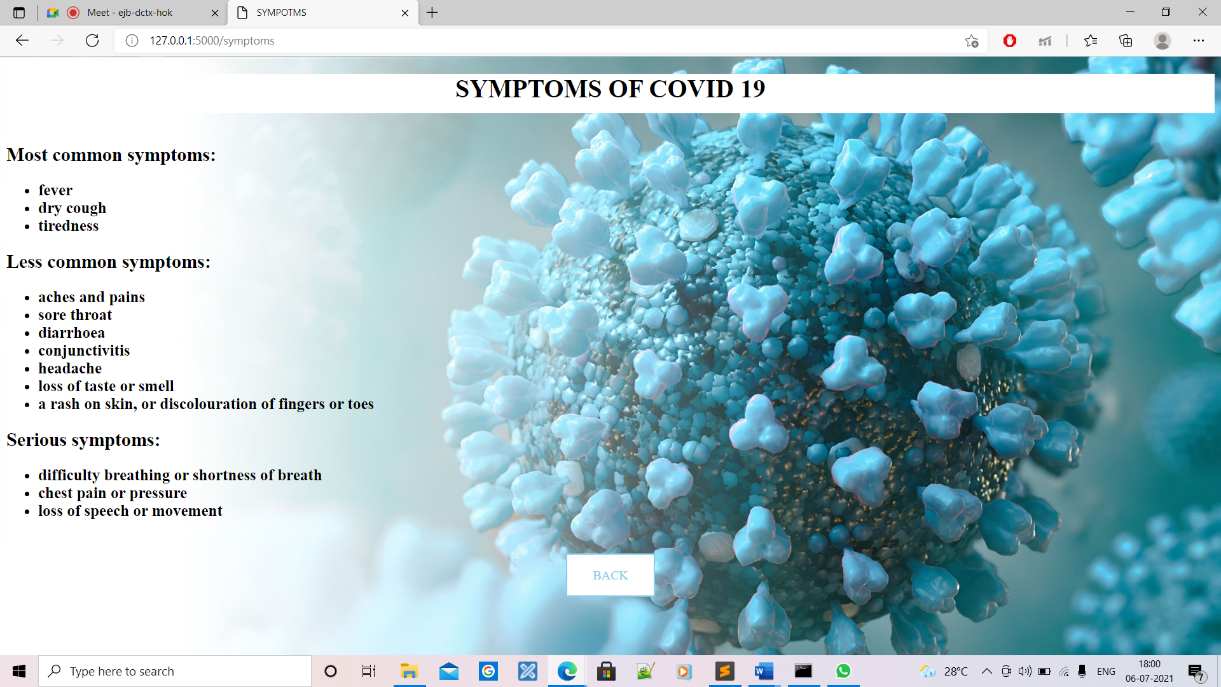 Meet - ejb-dctx-hok
SYMPOTMS
127.0.0.1:5000/symptoms
SYMPTOMS OF COVID 19
Most common symptoms:
fever
dry cough
tiredness
Less common symptoms:
aches and pains
sore throat
diarrhoea
conjunctivitis
headache
loss of taste or smell
a rash on skin, or discolouration of fingers or toes
Serious symptoms:
difficulty breathing or shortness of breath
chest pain or pressure
loss of speech or movement
BACK
Type here to search
28°C
ENG
18:00
06-07-2021
7